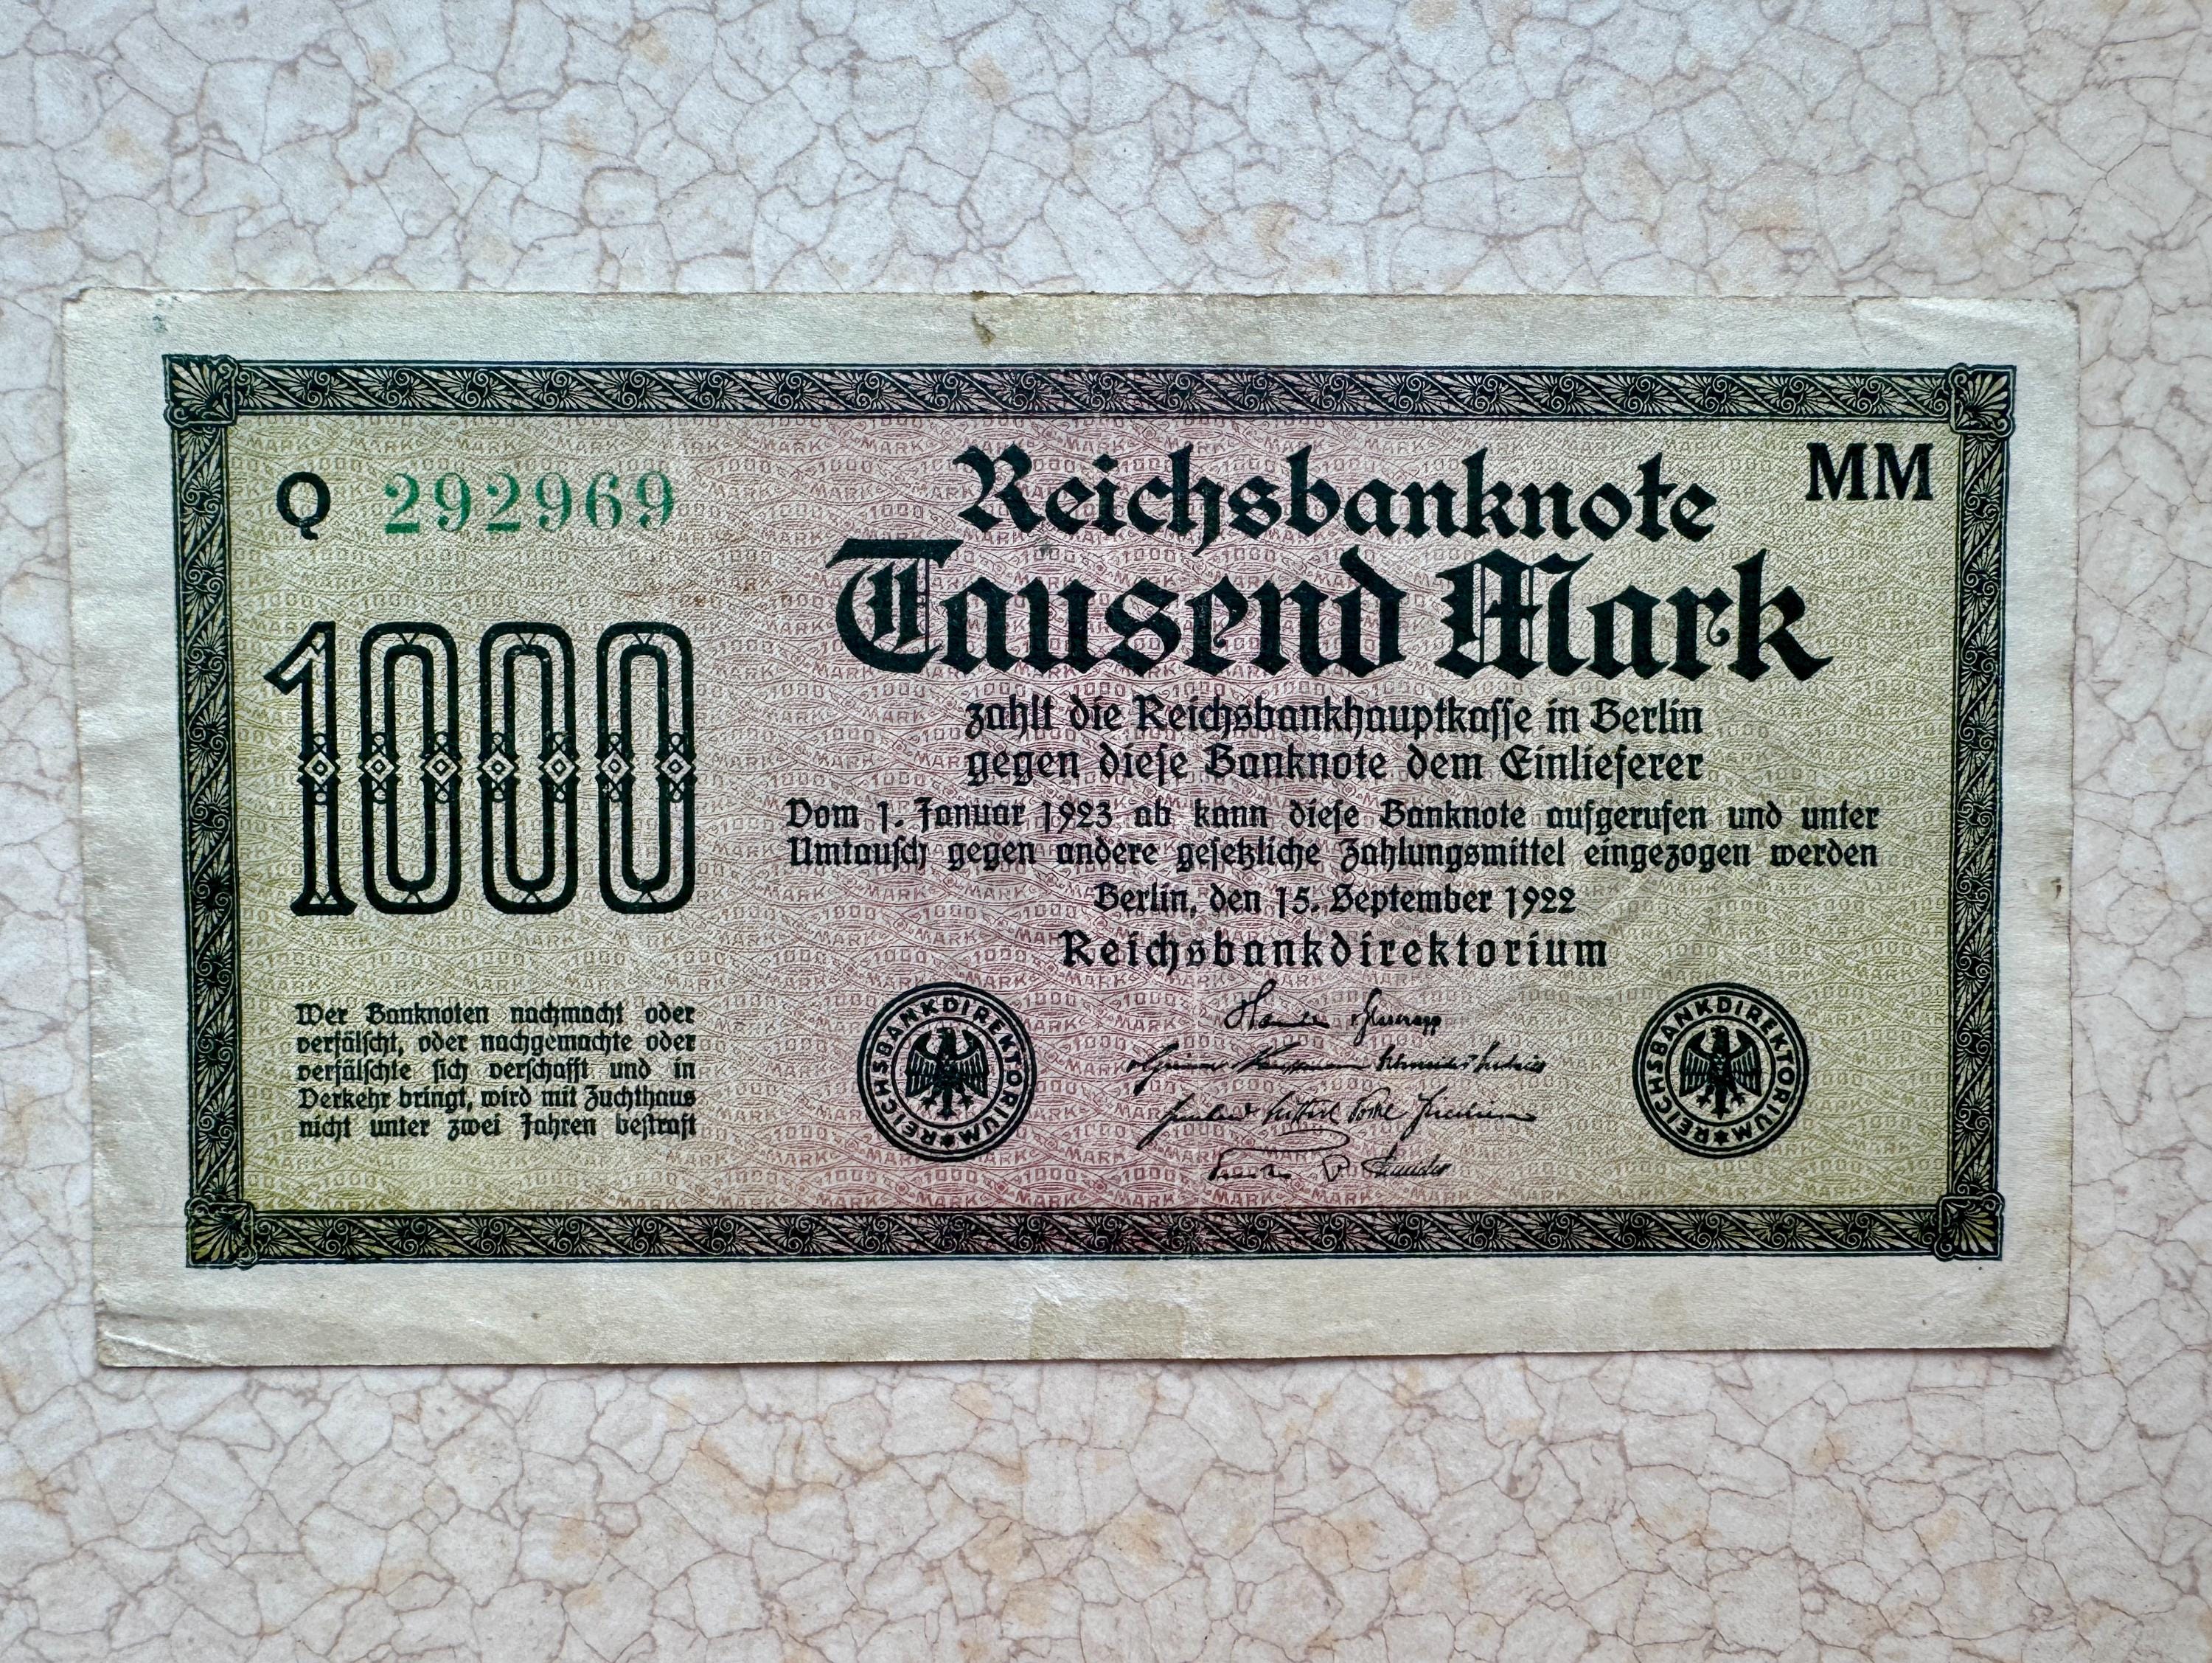 Q 292969
Reichsbanknote
MM
Tausend Mark
1000
zahlt die Reichsbankhauptkasse in Berlin
gegen diese Banknote dem Einlieferer
Vom 1. Januar 1923 ab kann diese Banknote aufgerufen und unter
Umtausch gegen andere gesetzliche Zahlungsmittel eingezogen werden
Berlin, den 15. September 1922
Reichsbankdirektorium
Wer Banknoten nachmacht oder
verfälscht, oder nachgemachte oder
verfälschte sich verschafft und in
Verkehr bringt, wird mit Zuchthaus
nicht unter zwei Jahren bestraft
REICHSBANKDIREKTORIUM
REICHSBANKDIREKTORIUM